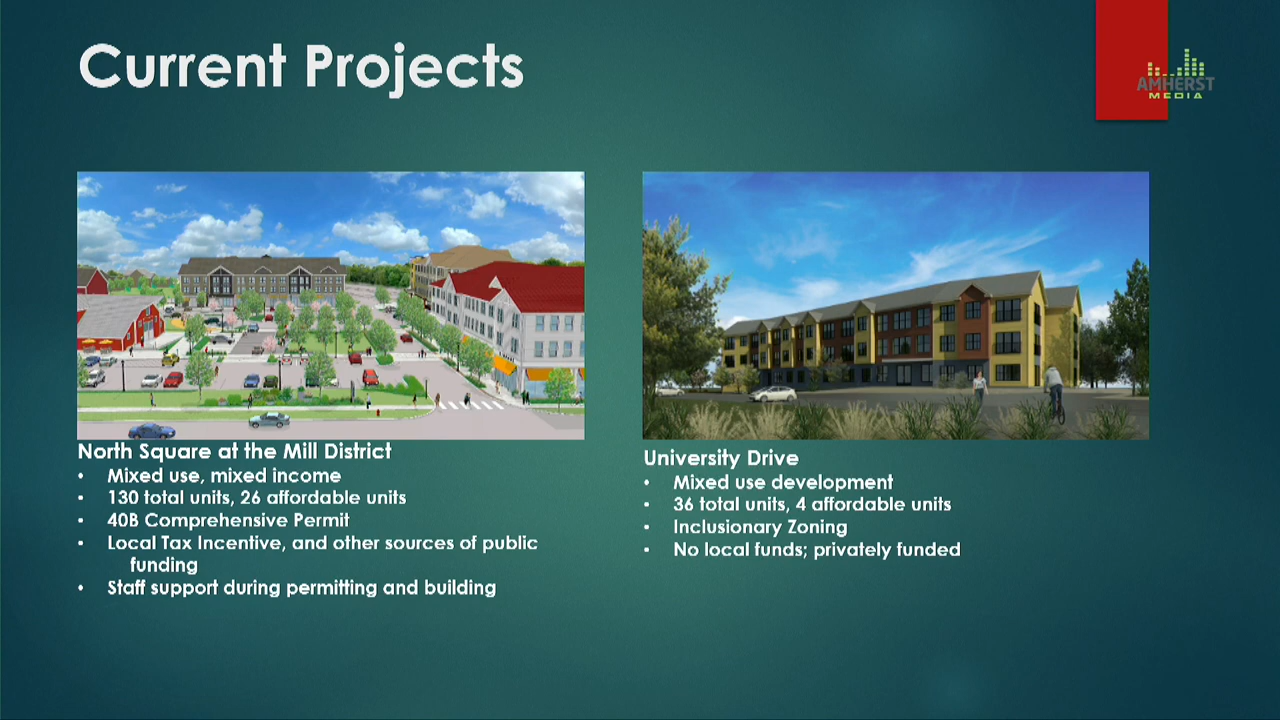 Current Projects
AMHERST
MEDIA
North Square at the Mill District
• Mixed use, mixed income
• 130 total units, 26 affordable units
• 40B Comprehensive Permit
• Local Tax Incentive, and other sources of public
funding
• Staff support during permitting and building
University Drive
• Mixed use development
• 36 total units, 4 affordable units
• Inclusionary Zoning
• No local funds; privately funded